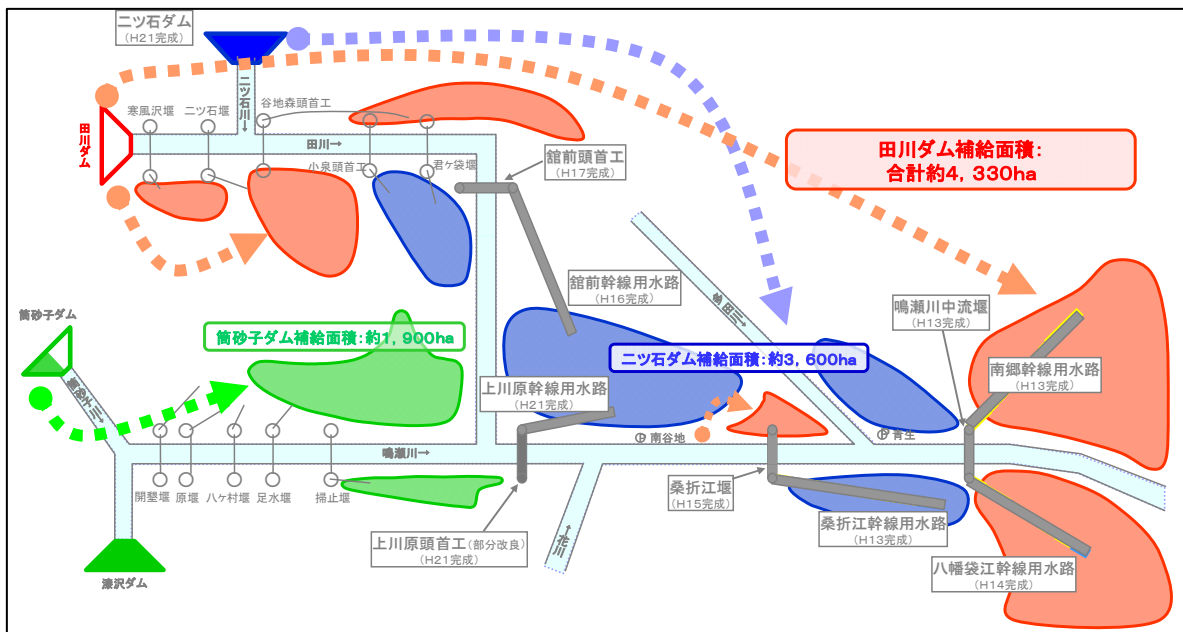 二ツ石ダム
(H21完成)
二ツ石川→
田川ダム
寒風沢堰
二ツ石堰
谷地森頭首工
田川→
小泉頭首工
君ヶ袋堰
舘前頭首工
(H17完成)
田川ダム補給面積:
合計約4,330ha
舘前幹線用水路
(H16完成)
鳴瀬川中流堰
(H13完成)
筒砂子ダム
筒砂子ダム補給面積:約1,900ha
二ツ石ダム補給面積:約3,600ha
南郷幹線用水路
(H13完成)
筒砂子川→
上川原幹線用水路
(H21完成)
南谷地
青生
鳴瀬川→
開墾堰
原堰
八ヶ村堰
足水堰
掃止堰
桑折江堰
(H15完成)
桑折江幹線用水路
(H13完成)
上川原頭首工(部分改良)
(H21完成)
←花川
八幡袋江幹線用水路
(H14完成)
漆沢ダム